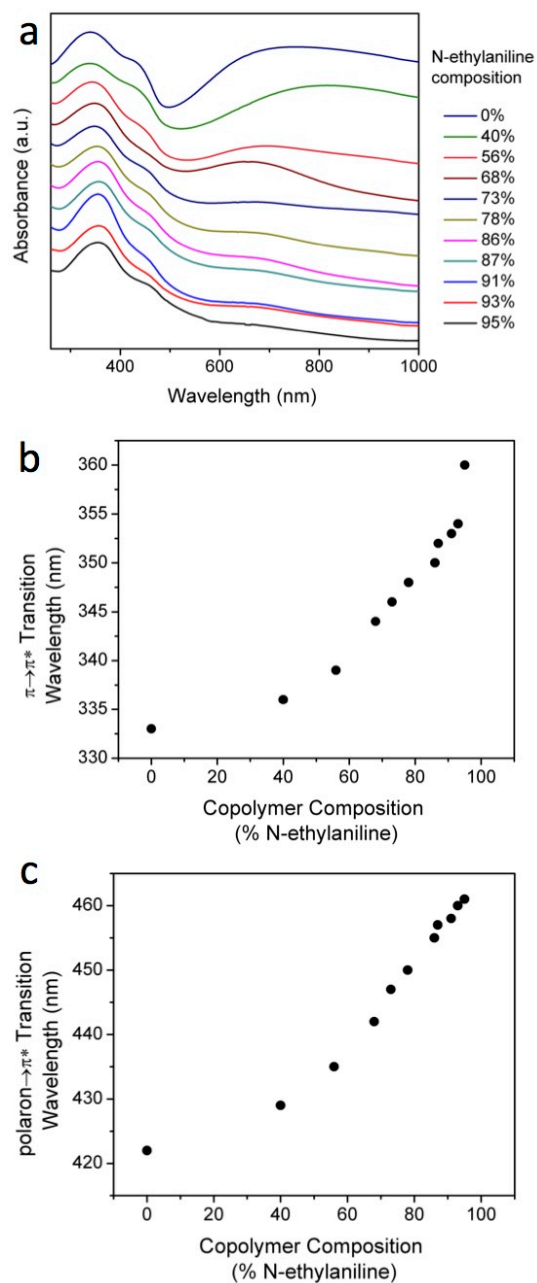 a
Absorbance (a.u.)
400
600
800
1000
Wavelength (nm)
N-ethylaniline
composition
0%
40%
56%
68%
73%
78%
86%
87%
91%
93%
95%
b
π→π* Transition
Wavelength (nm)
360
355
350
345
340
335
330
0
20
40
60
80
100
Copolymer Composition
(% N-ethylaniline)
c
polaron→π* Transition
Wavelength (nm)
460
450
440
430
420
0
20
40
60
80
100
Copolymer Composition
(% N-ethylaniline)